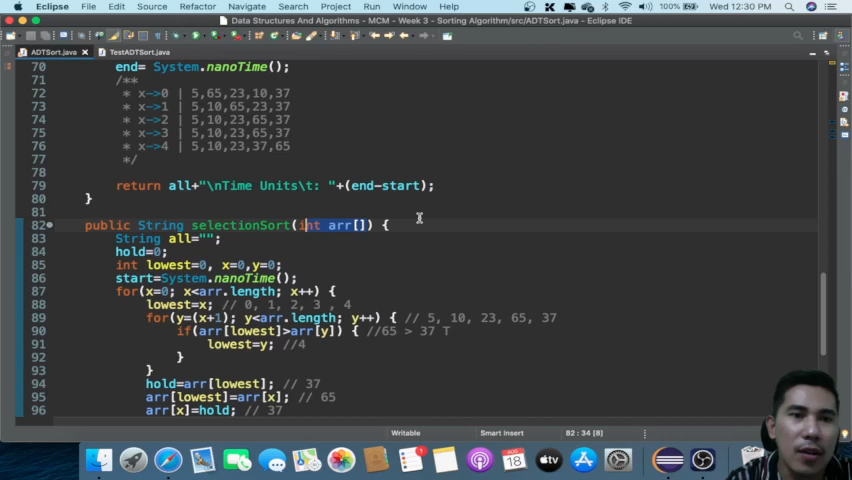 Eclipse File Edit Source Refactor Navigate Search Project Run Window Help 100% Wed 12:30 PM
Data Structures And Algorithms - MCM - Week 3 - Sorting Algorithm/src/ADTSort.java - Eclipse IDE
ADTSort.java TestADTSort.java
70 end= System.nanoTime();
71 /**
72 * x->0 | 5,65,23,10,37
73 * x->1 | 5,10,65,23,37
74 * x->2 | 5,10,23,65,37
75 * x->3 | 5,10,23,65,37
76 * x->4 | 5,10,23,37,65
77 */
78
79 return all+"\nTime Units\t: "+(end-start);
80 }
81
82 public String selectionSort(int arr[]) {
83 String all="";
84 hold=0;
85 int lowest=0, x=0,y=0;
86 start=System.nanoTime();
87 for(x=0; x<arr.length; x++) {
88 lowest=x; // 0, 1, 2, 3 , 4
89 for(y=(x+1); y<arr.length; y++) { // 5, 10, 23, 65, 37
90 if(arr[lowest]>arr[y]) { //65 > 37 T
91 lowest=y; //4
92 }
93 }
94 hold=arr[lowest]; // 37
95 arr[lowest]=arr[x]; // 65
96 arr[x]=hold; // 37
Writable Smart Insert 82 : 34 [8]
AUG
18
tv